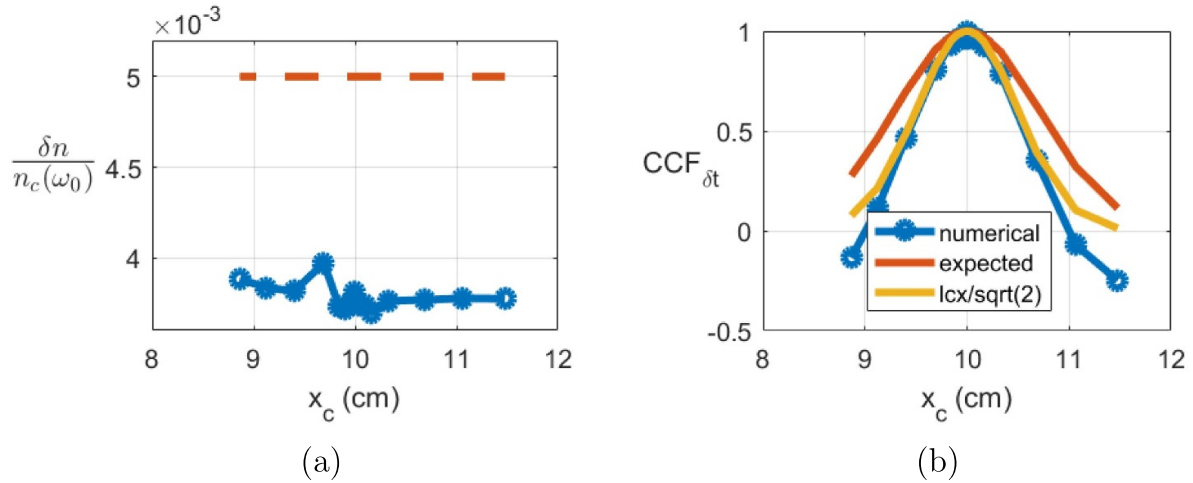 ×10⁻³
5
4.5
4
δn
n_c(ω₀)
8 9 10 11 12
x_c (cm)
(a)
1
0.5
0
-0.5
CCF_δt
numerical
expected
lcx/sqrt(2)
8 9 10 11 12
x_c (cm)
(b)